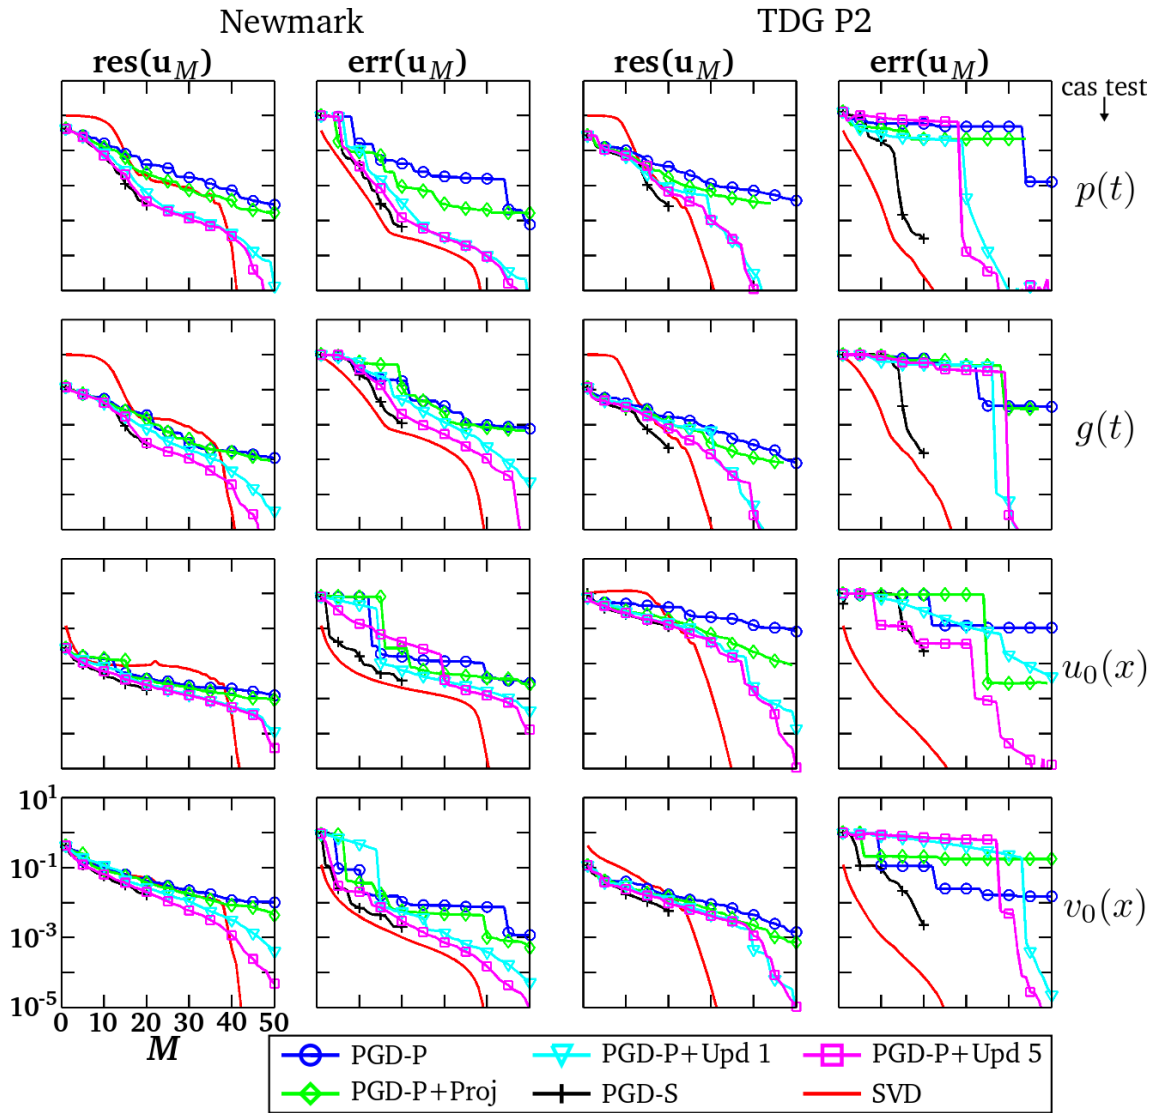 Newmark TDG P2
res(u_M) err(u_M) res(u_M) err(u_M)
cas test
↓
p(t)
g(t)
u_0(x)
v_0(x)
10^1
10^-1
10^-3
10^-5
0 10 20 30 40 50
M
PGD-P PGD-P+Upd 1 PGD-P+Upd 5
PGD-P+Proj PGD-S SVD